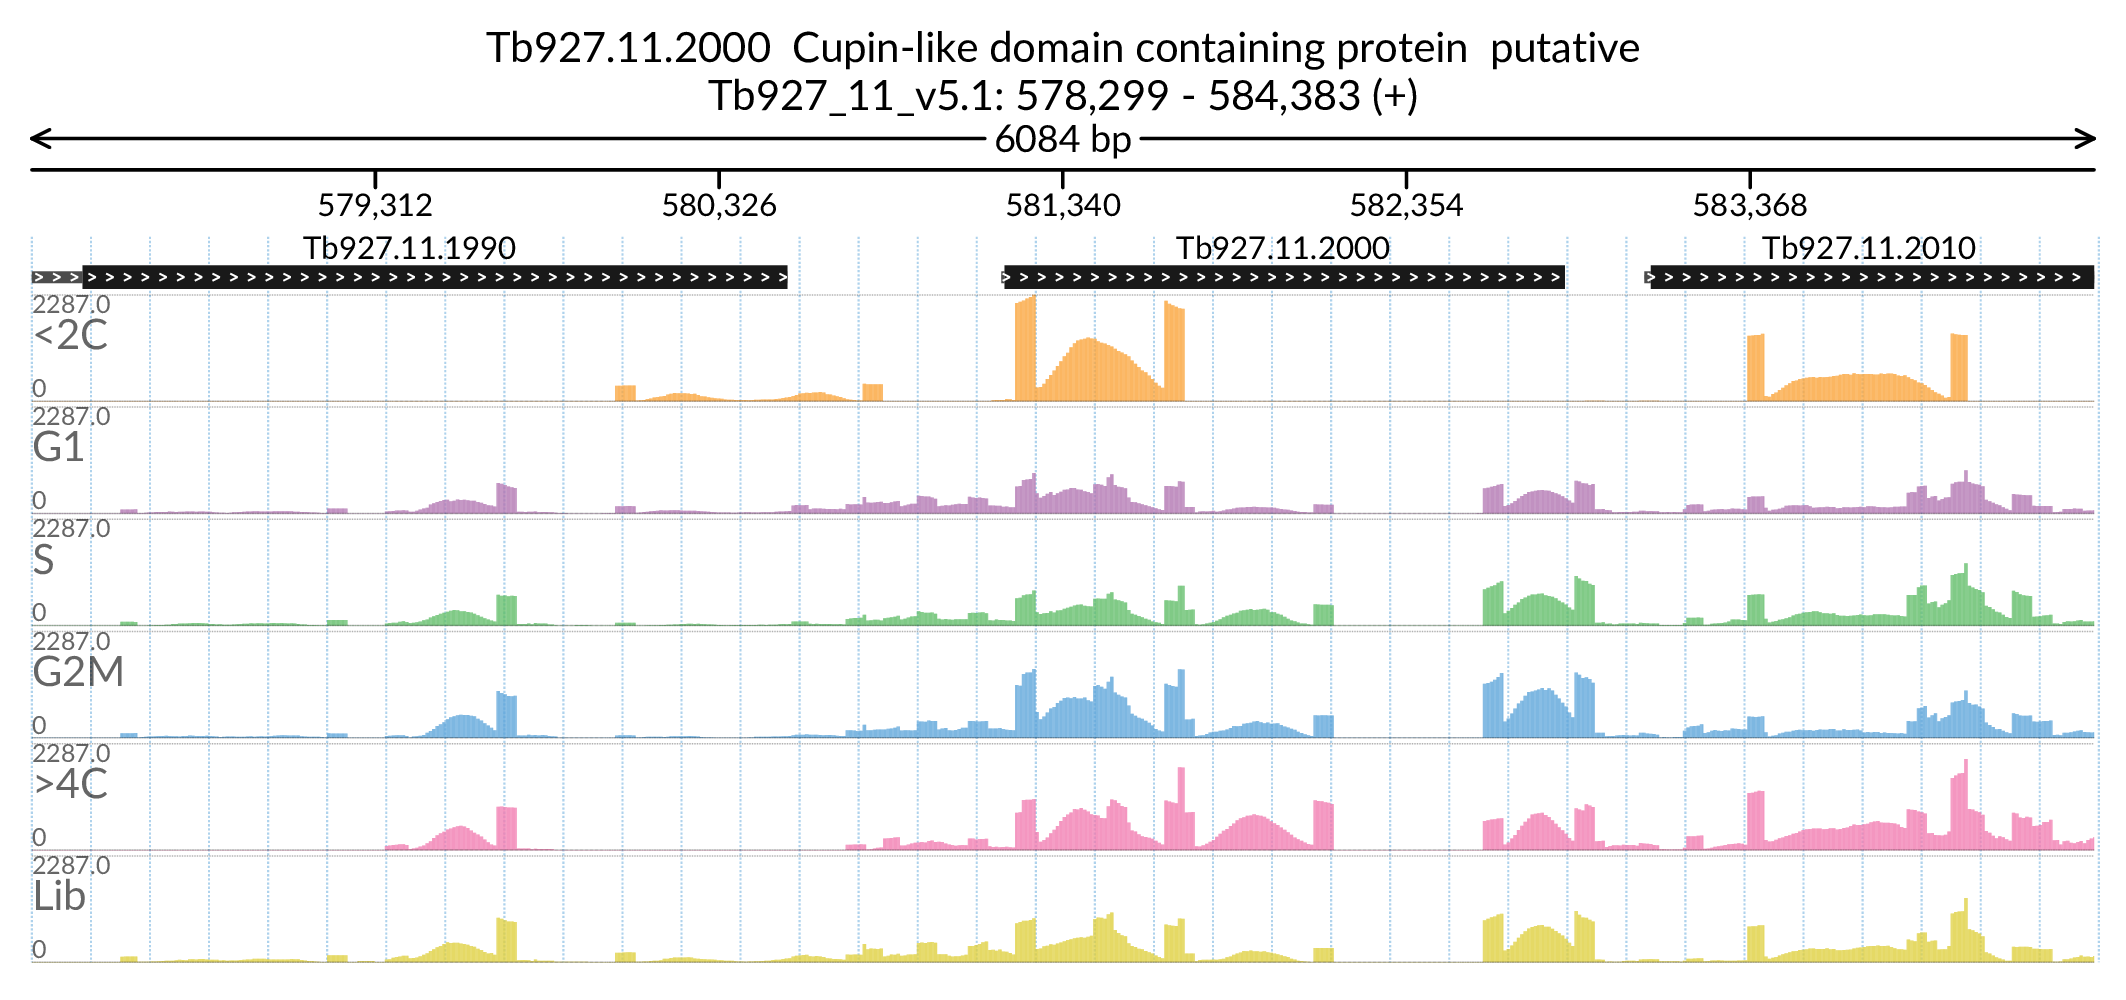 Tb927.11.2000  Cupin-like domain containing protein  putative
Tb927_11_v5.1: 578,299 - 584,383 (+)
6084 bp
579,312 580,326 581,340 582,354 583,368
Tb927.11.1990 Tb927.11.2000 Tb927.11.2010
2287.0
<2C
0
2287.0
G1
0
2287.0
S
0
2287.0
G2M
0
2287.0
>4C
0
2287.0
Lib
0